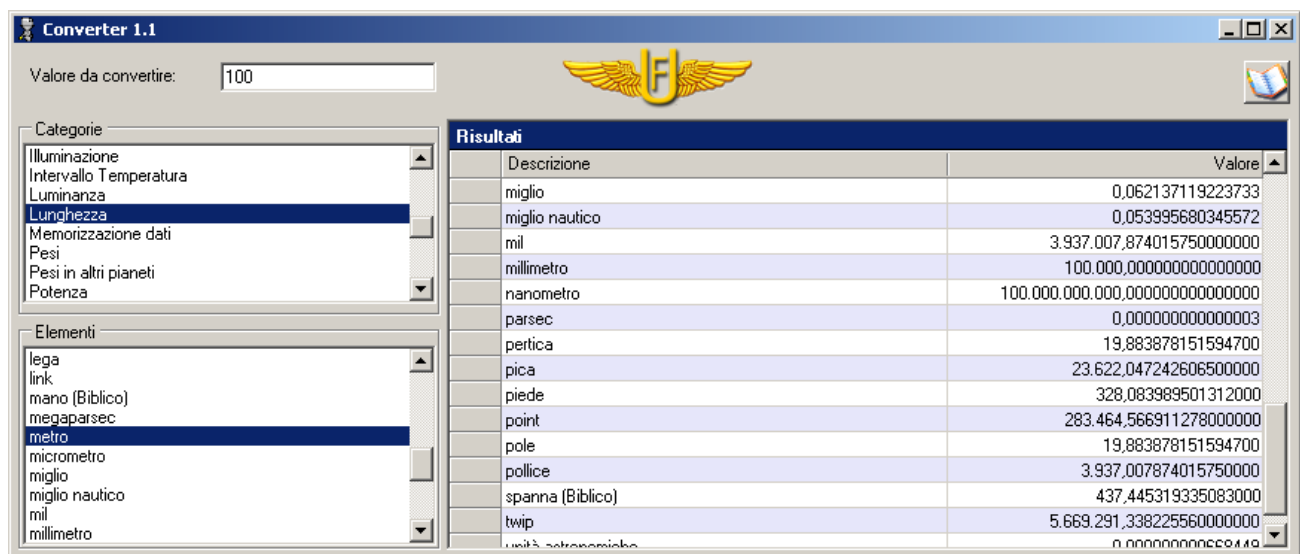 Converter 1.1
Valore da convertire: 100
Categorie
Illuminazione
Intervallo Temperatura
Luminanza
Lunghezza
Memorizzazione dati
Pesi
Pesi in altri pianeti
Potenza
Elementi
lega
link
mano (Biblico)
megaparsec
metro
micrometro
miglio
miglio nautico
mil
millimetro
Risultati
Descrizione Valore
miglio 0,062137119223733
miglio nautico 0,053995680345572
mil 3.937.007,874015750000000
millimetro 100.000,000000000000000
nanometro 100.000.000.000,000000000000000
parsec 0,000000000000003
pertica 19,883878151594700
pica 23.622,047242606500000
piede 328,083989501312000
point 283.464,566911278000000
pole 19,883878151594700
pollice 3.937,007874015750000
spanna (Biblico) 437,445319335083000
twip 5.669.291,338225560000000
unità astronomiche 0,000000000668449